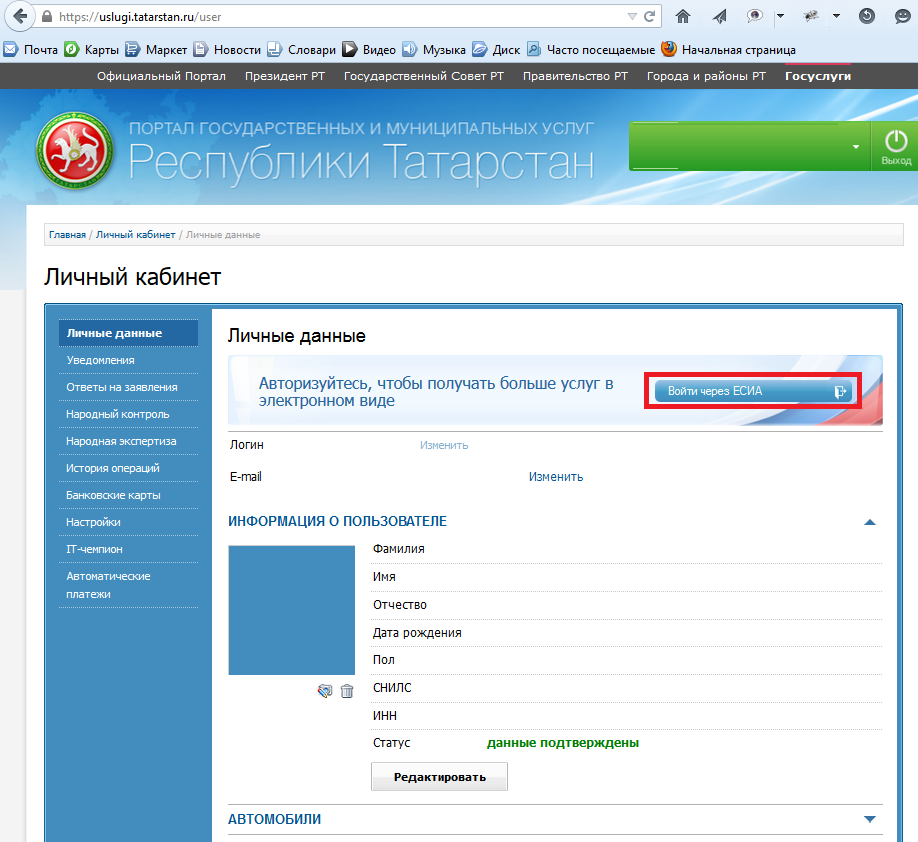 https://uslugi.tatarstan.ru/user
Почта Карты Маркет Новости Словари Видео Музыка Диск Часто посещаемые Начальная страница
Официальный Портал Президент РТ Государственный Совет РТ Правительство РТ Города и районы РТ Госуслуги
ПОРТАЛ ГОСУДАРСТВЕННЫХ И МУНИЦИПАЛЬНЫХ УСЛУГ
Республики Татарстан
Выход
Главная / Личный кабинет / Личные данные
Личный кабинет
Личные данные
Уведомления
Ответы на заявления
Народный контроль
Народная экспертиза
История операций
Банковские карты
Настройки
IT-чемпион
Автоматические
платежи
Личные данные
Авторизуйтесь, чтобы получать больше услуг в
электронном виде
Войти через ЕСИА
Логин Изменить
E-mail Изменить
ИНФОРМАЦИЯ О ПОЛЬЗОВАТЕЛЕ
Фамилия
Имя
Отчество
Дата рождения
Пол
СНИЛС
ИНН
Статус данные подтверждены
Редактировать
АВТОМОБИЛИ